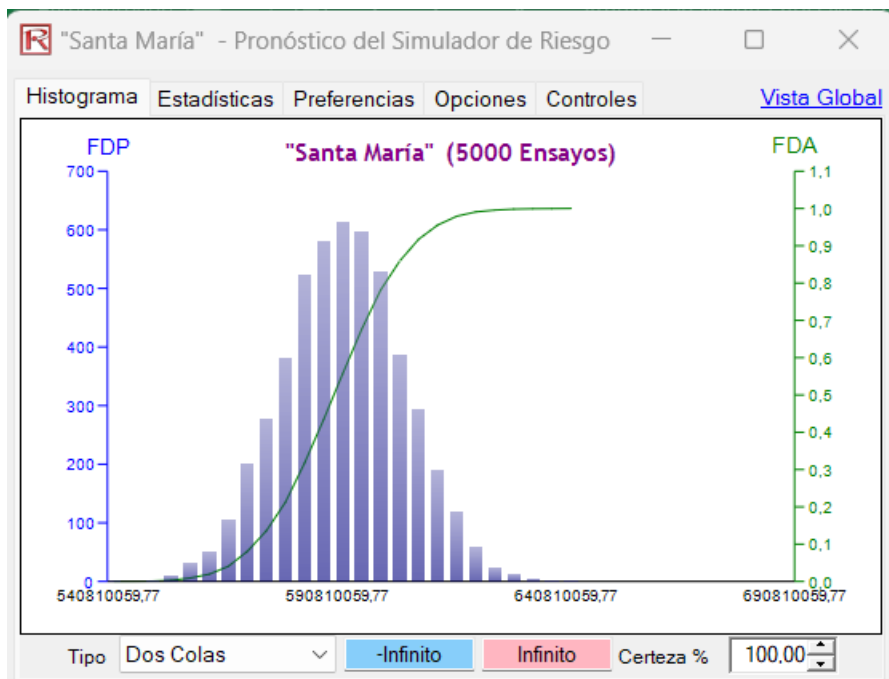 R "Santa María" - Pronóstico del Simulador de Riesgo
Histograma Estadísticas Preferencias Opciones Controles Vista Global
FDP "Santa María" (5000 Ensayos) FDA
700 1,1
600 1,0
0,9
500 0,8
400 0,7
0,6
300 0,5
0,4
200 0,3
0,2
100 0,1
0 0,0
540810059,77 590810059,77 640810059,77 690810059,77
Tipo Dos Colas -Infinito Infinito Certeza % 100,00